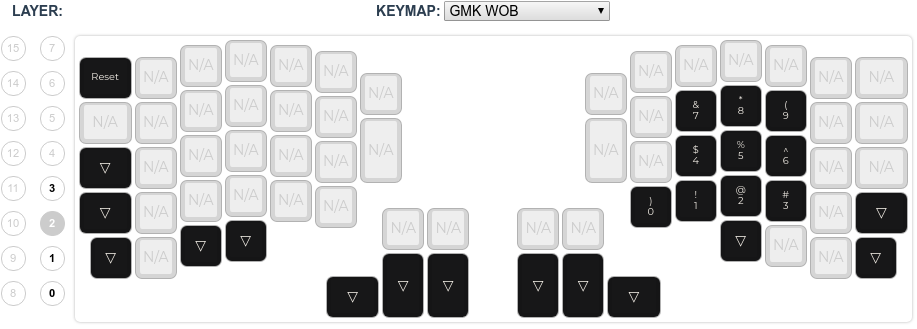 LAYER: KEYMAP: GMK WOB
15 7
14 6
13 5
12 4
11 3
10 2
9 1
8 0
Reset N/A N/A N/A N/A N/A N/A N/A N/A N/A N/A N/A N/A N/A
N/A N/A N/A N/A N/A N/A N/A N/A N/A & * ( N/A N/A
7 8 9
▽ N/A N/A N/A N/A N/A N/A $ % ^ N/A N/A
4 5 6
▽ N/A N/A N/A N/A N/A ) ! @ # N/A ▽
0 1 2 3
▽ N/A ▽ ▽ ▽ N/A N/A ▽
N/A N/A N/A N/A
▽ ▽ ▽ ▽ ▽ ▽